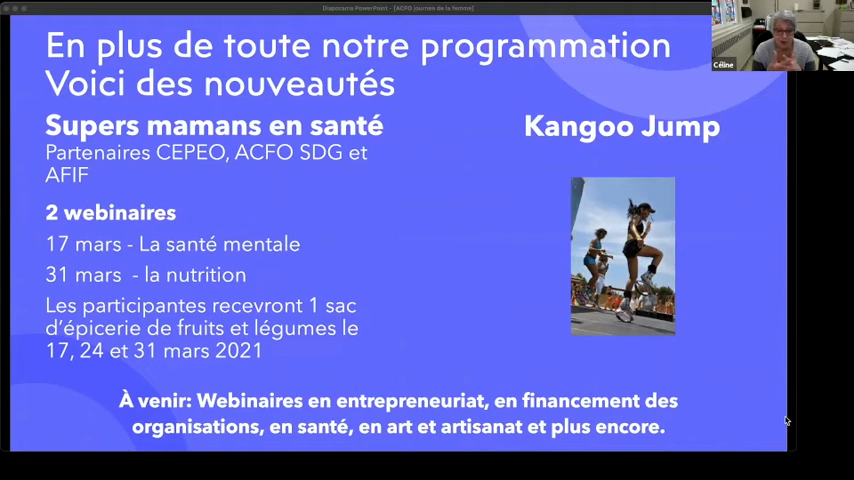 Diaporama PowerPoint - [ACFO journes de la femme]
En plus de toute notre programmation
Voici des nouveautés
Supers mamans en santé
Partenaires CEPEO, ACFO SDG et
AFIF
2 webinaires
17 mars - La santé mentale
31 mars - la nutrition
Les participantes recevront 1 sac
d'épicerie de fruits et légumes le
17, 24 et 31 mars 2021
Kangoo Jump
À venir: Webinaires en entrepreneuriat, en financement des
organisations, en santé, en art et artisanat et plus encore.
Céline